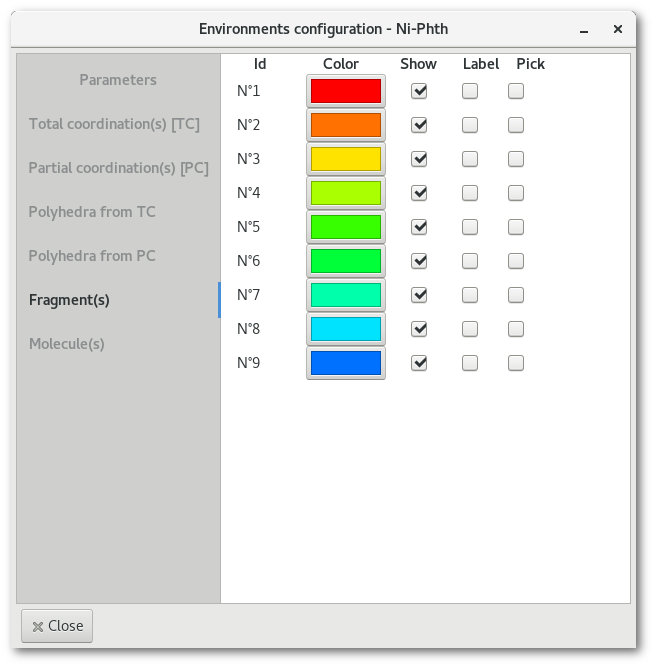 Environments configuration - Ni-Phth
Parameters
Total coordination(s) [TC]
Partial coordination(s) [PC]
Polyhedra from TC
Polyhedra from PC
Fragment(s)
Molecule(s)
Id Color Show Label Pick
N°1
N°2
N°3
N°4
N°5
N°6
N°7
N°8
N°9
Close